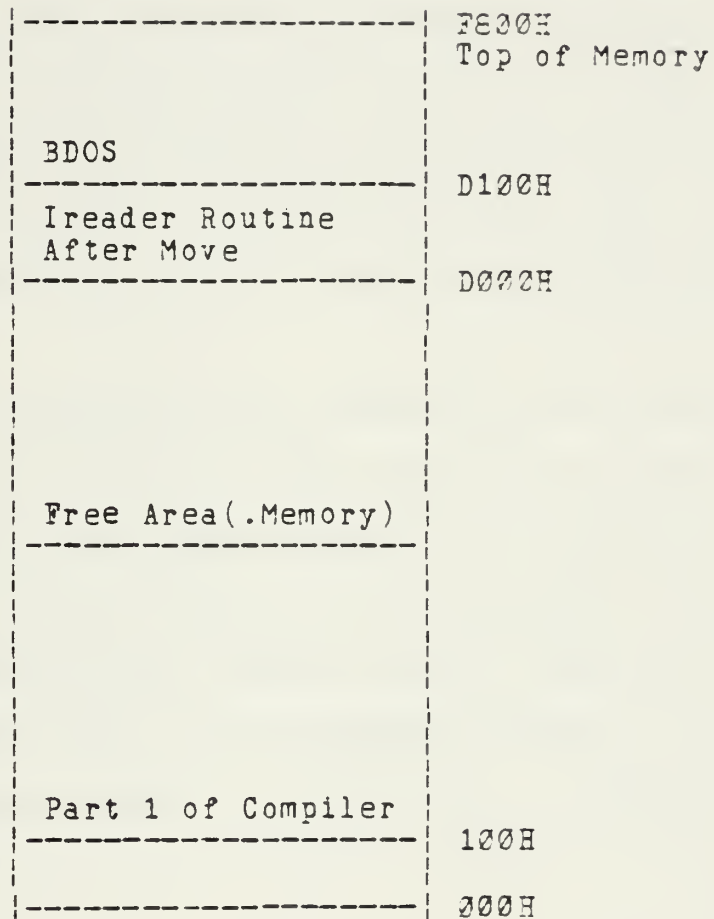 F800H
Top of Memory
BDOS
D100H
Ireader Routine
After Move
D000H
Free Area(.Memory)
Part 1 of Compiler
100H
000H